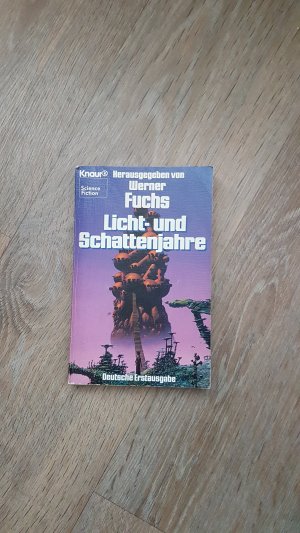 Knaur®
Science
Fiction
Herausgegeben von
Werner
Fuchs
Licht- und
Schattenjahre
Deutsche Erstausgabe